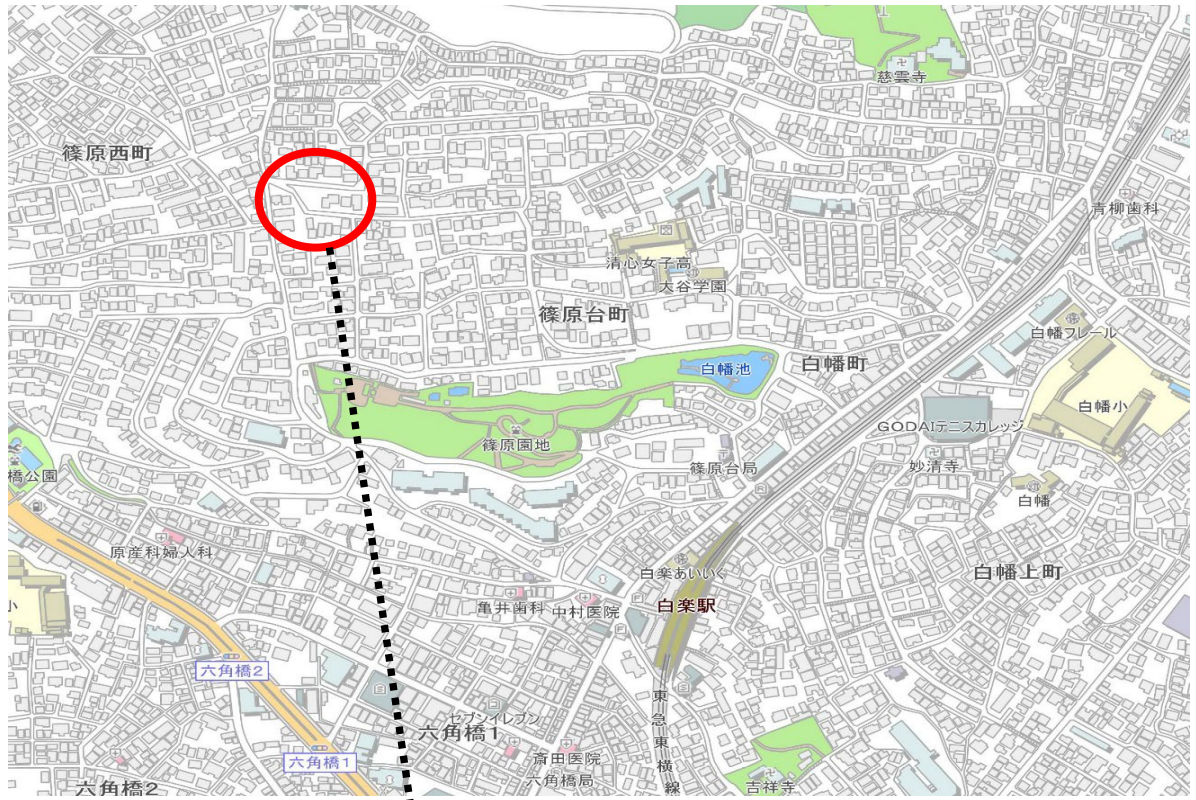 慈雲寺
篠原西町
青柳歯科
清心女子高
大谷学園
篠原台町
白幡フレール
白幡池
白幡町
白幡小
GODAIテニスカレッジ
篠原園地
篠原台局
妙清寺
橋公園
白幡
原産科婦人科
白楽あいいく
白幡上町
小
亀井歯科
中村医院
白楽駅
六角橋2
東急東横線
セブンイレブン
六角橋1
六角橋1
斎田医院
六角橋局
六角橋2
吉祥寺